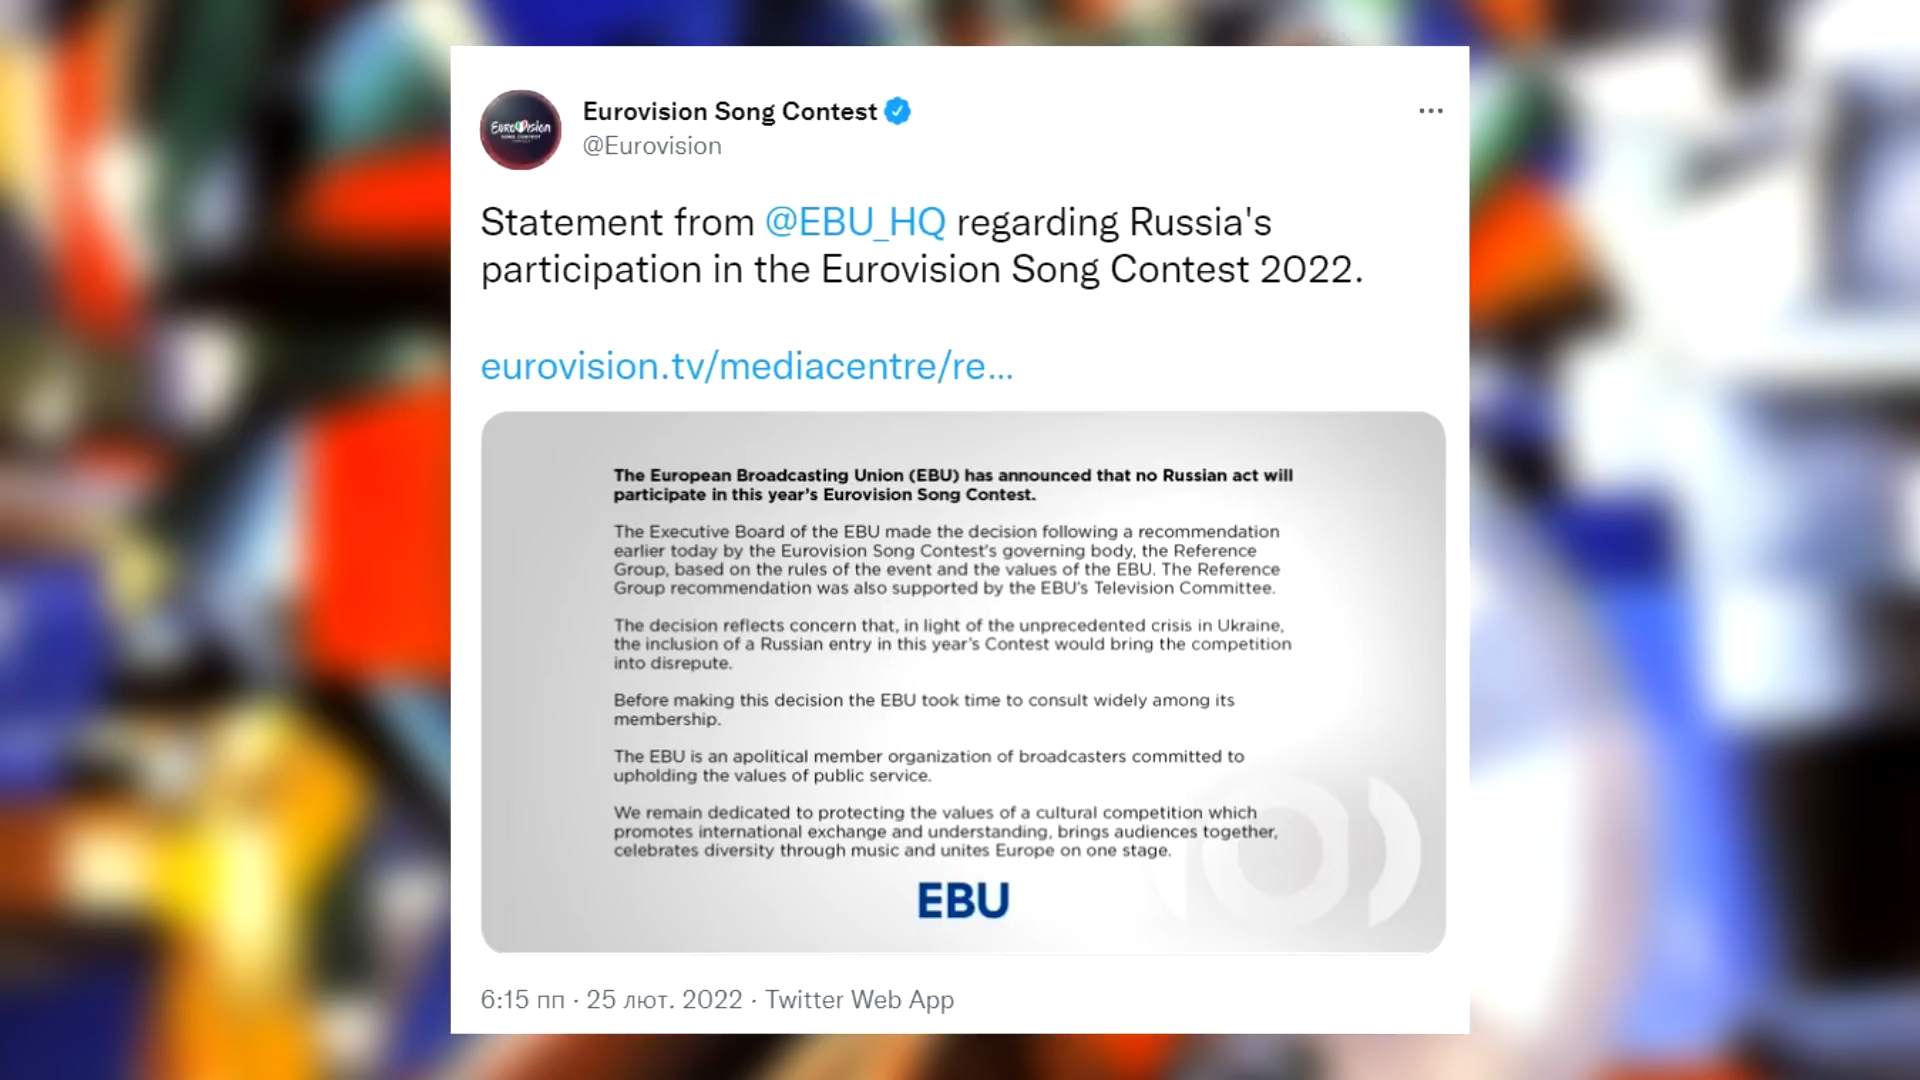 Eurovision Song Contest
@Eurovision
Statement from @EBU_HQ regarding Russia's
participation in the Eurovision Song Contest 2022.
eurovision.tv/mediacentre/re...
The European Broadcasting Union (EBU) has announced that no Russian act will
participate in this year's Eurovision Song Contest.
The Executive Board of the EBU made the decision following a recommendation
earlier today by the Eurovision Song Contest's governing body, the Reference
Group, based on the rules of the event and the values of the EBU. The Reference
Group recommendation was also supported by the EBU's Television Committee.
The decision reflects concern that, in light of the unprecedented crisis in Ukraine,
the inclusion of a Russian entry in this year's Contest would bring the competition
into disrepute.
Before making this decision the EBU took time to consult widely among its
membership.
The EBU is an apolitical member organization of broadcasters committed to
upholding the values of public service.
We remain dedicated to protecting the values of a cultural competition which
promotes international exchange and understanding, brings audiences together,
celebrates diversity through music and unites Europe on one stage.
EBU
6:15 пп · 25 лют. 2022 · Twitter Web App